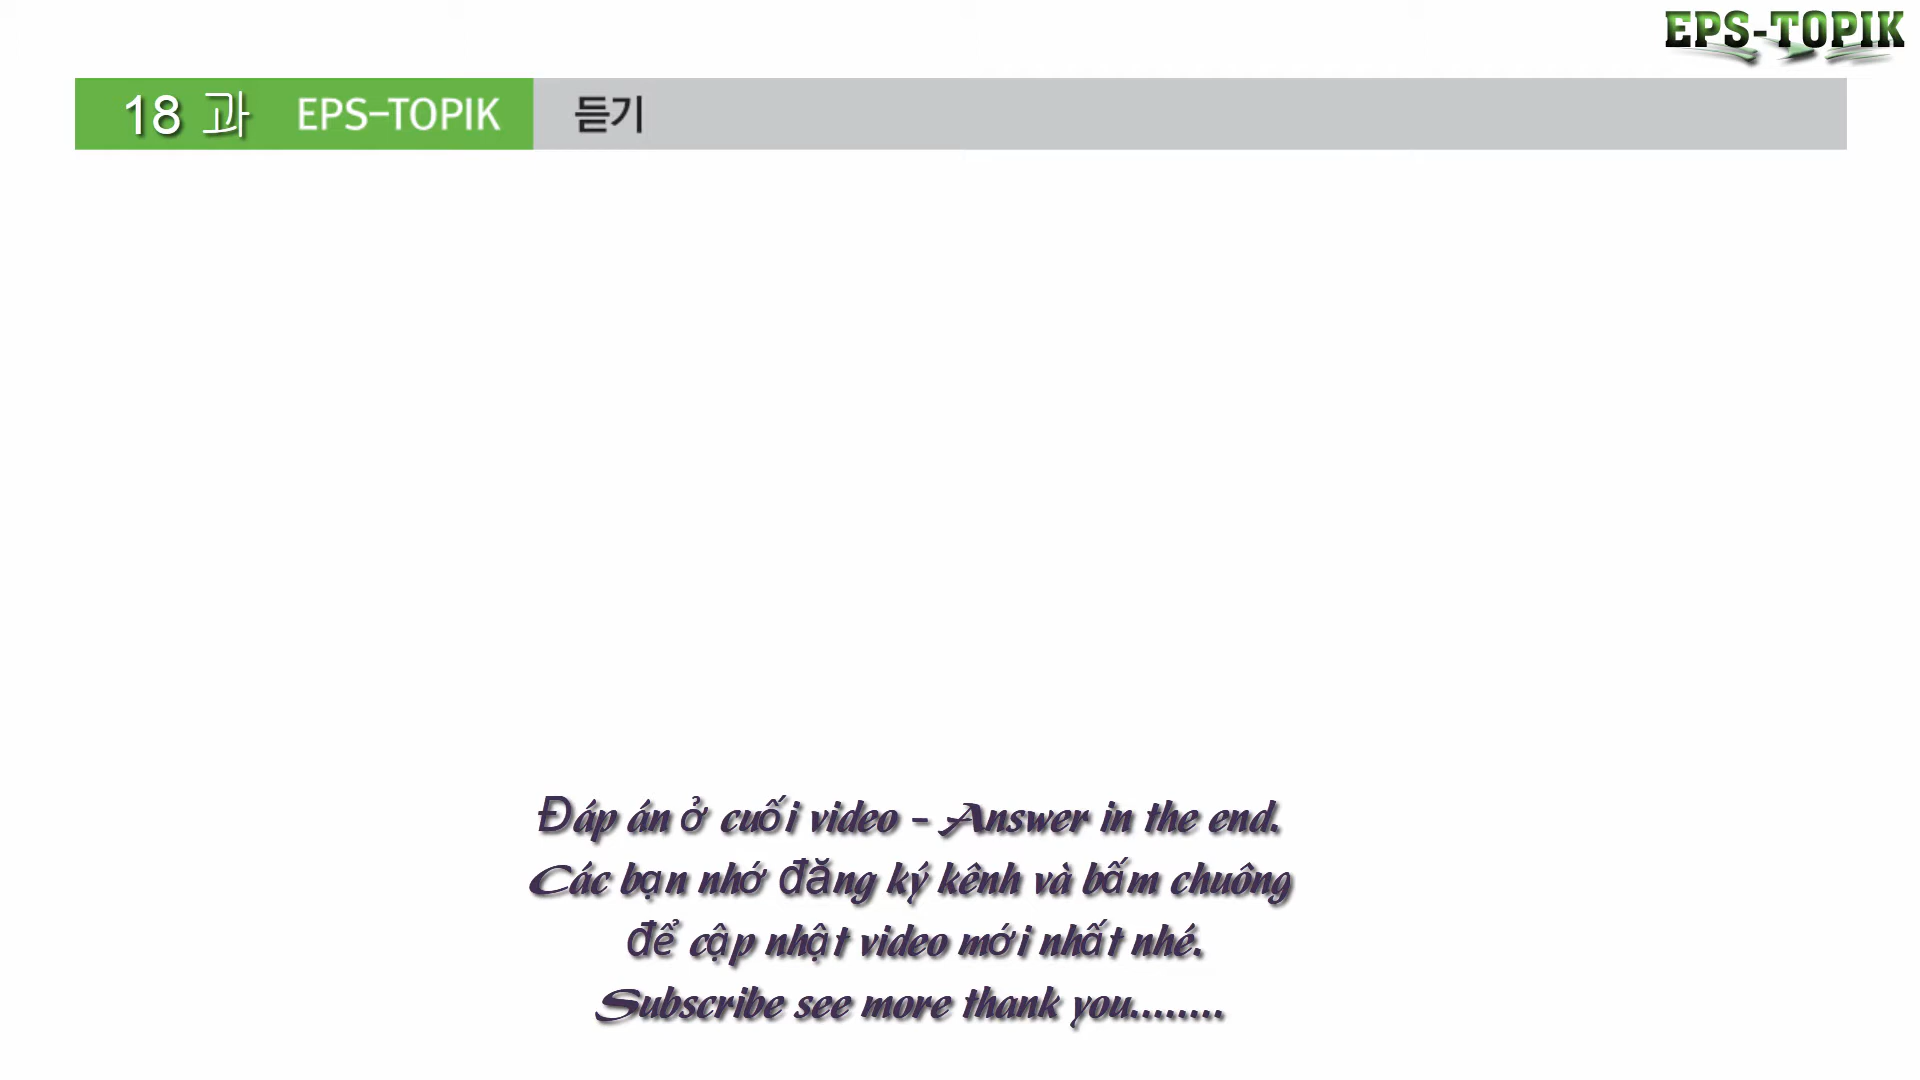 EPS-TOPIK
18 과 EPS-TOPIK 듣기
Đáp án ở cuối video - Answer in the end.
Các bạn nhớ đăng ký kênh và bấm chuông
để cập nhật video mới nhất nhé.
Subscribe see more thank you........